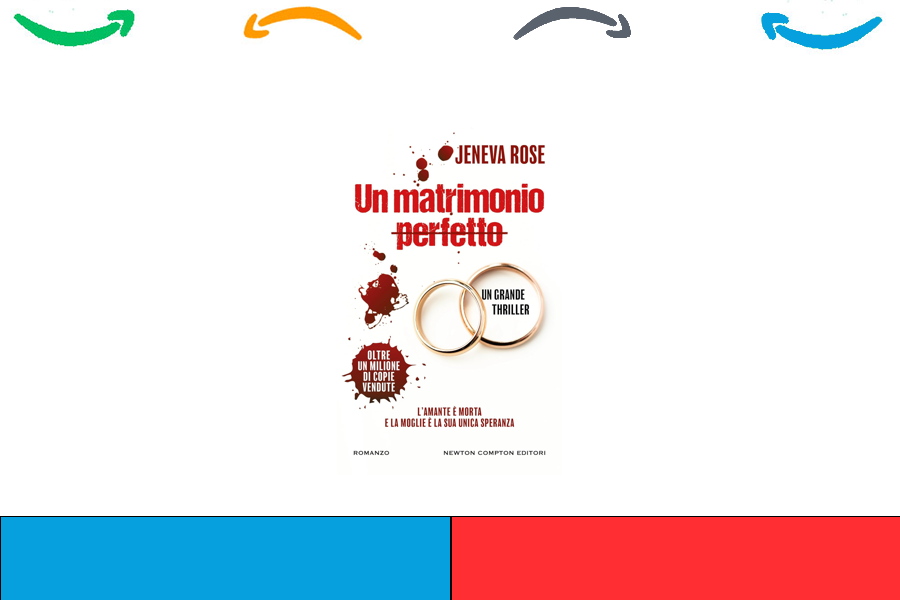 JENEVA ROSE
Un matrimonio
perfetto
UN GRANDE
THRILLER
OLTRE
UN MILIONE
DI COPIE
VENDUTE
L'AMANTE È MORTA
E LA MOGLIE È LA SUA UNICA SPERANZA
ROMANZO
NEWTON COMPTON EDITORI